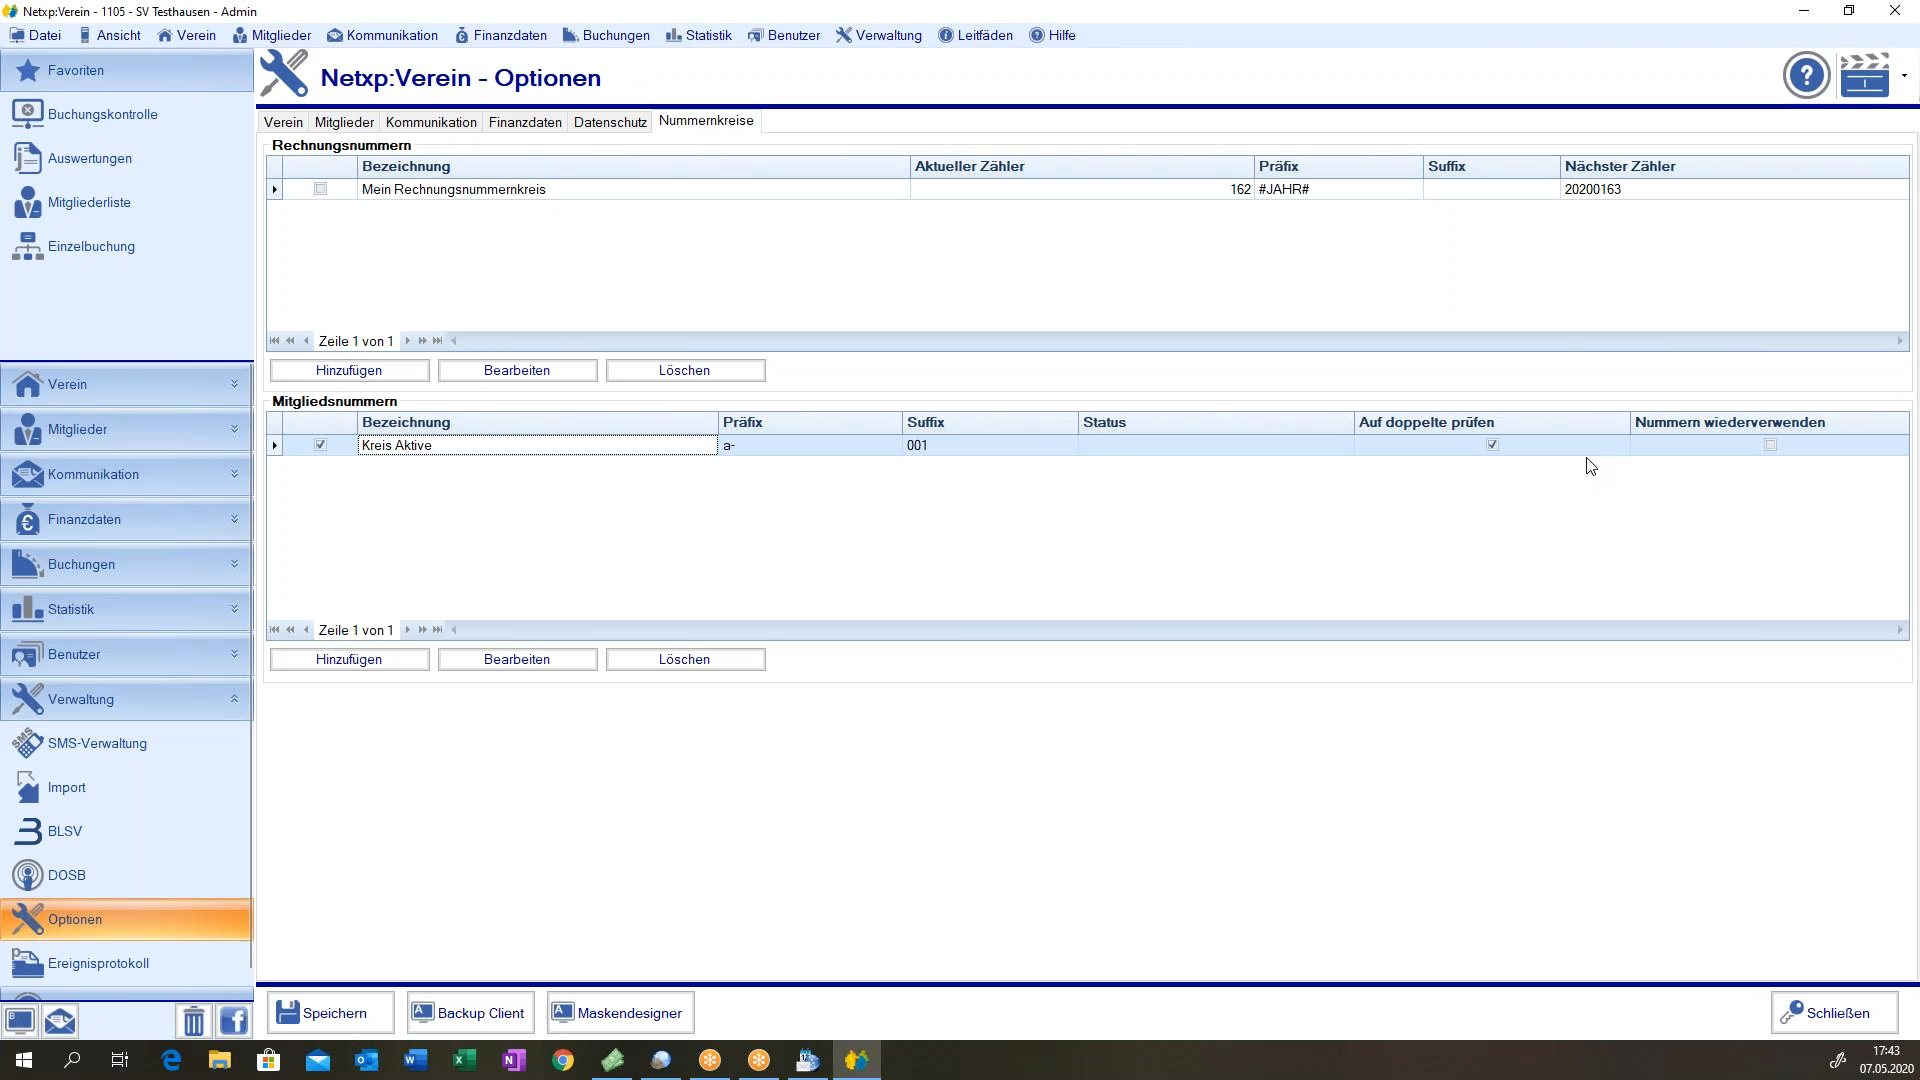 Netxp:Verein - 1105 - SV Testhausen - Admin
Datei Ansicht Verein Mitglieder Kommunikation Finanzdaten Buchungen Statistik Benutzer Verwaltung Leitfäden Hilfe
Favoriten
Buchungskontrolle
Auswertungen
Mitgliederliste
Einzelbuchung
Verein
Mitglieder
Kommunikation
Finanzdaten
Buchungen
Statistik
Benutzer
Verwaltung
SMS-Verwaltung
Import
BLSV
DOSB
Optionen
Ereignisprotokoll
Netxp:Verein - Optionen
Verein Mitglieder Kommunikation Finanzdaten Datenschutz Nummernkreise
Rechnungsnummern
Bezeichnung Aktueller Zähler Präfix Suffix Nächster Zähler
Mein Rechnungsnummernkreis 162 #JAHR# 20200163
Zeile 1 von 1
Hinzufügen Bearbeiten Löschen
Mitgliedsnummern
Bezeichnung Präfix Suffix Status Auf doppelte prüfen Nummern wiederverwenden
Kreis Aktive a- 001
Zeile 1 von 1
Hinzufügen Bearbeiten Löschen
Speichern Backup Client Maskendesigner Schließen
17:43
07.05.2020